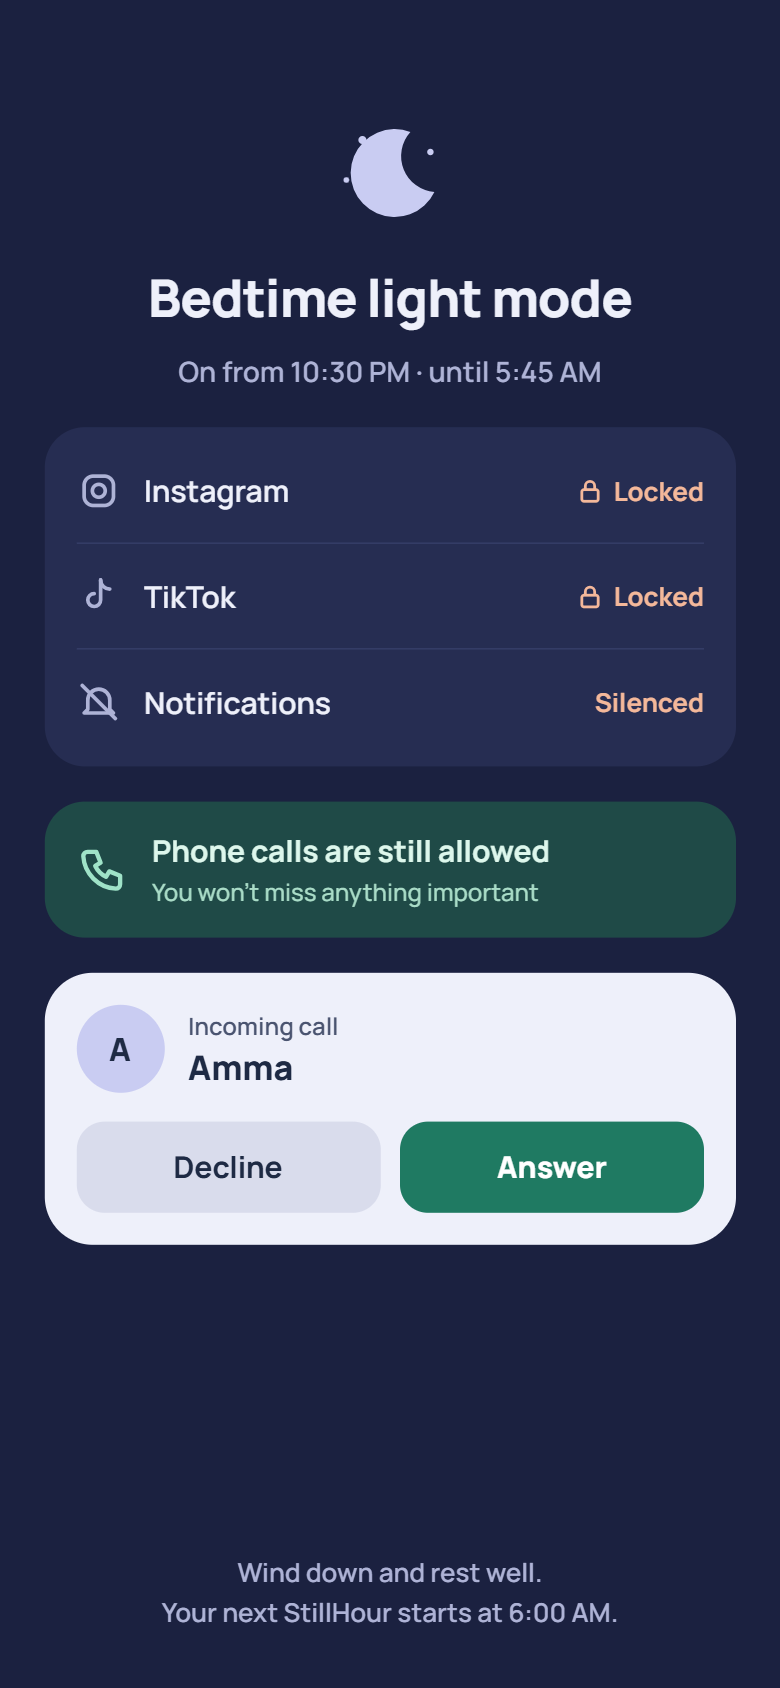 Bedtime light mode
On from 10:30 PM · until 5:45 AM
Instagram Locked
TikTok Locked
Notifications Silenced
Phone calls are still allowed
You won't miss anything important
A
Incoming call
Amma
Decline Answer
Wind down and rest well.
Your next StillHour starts at 6:00 AM.